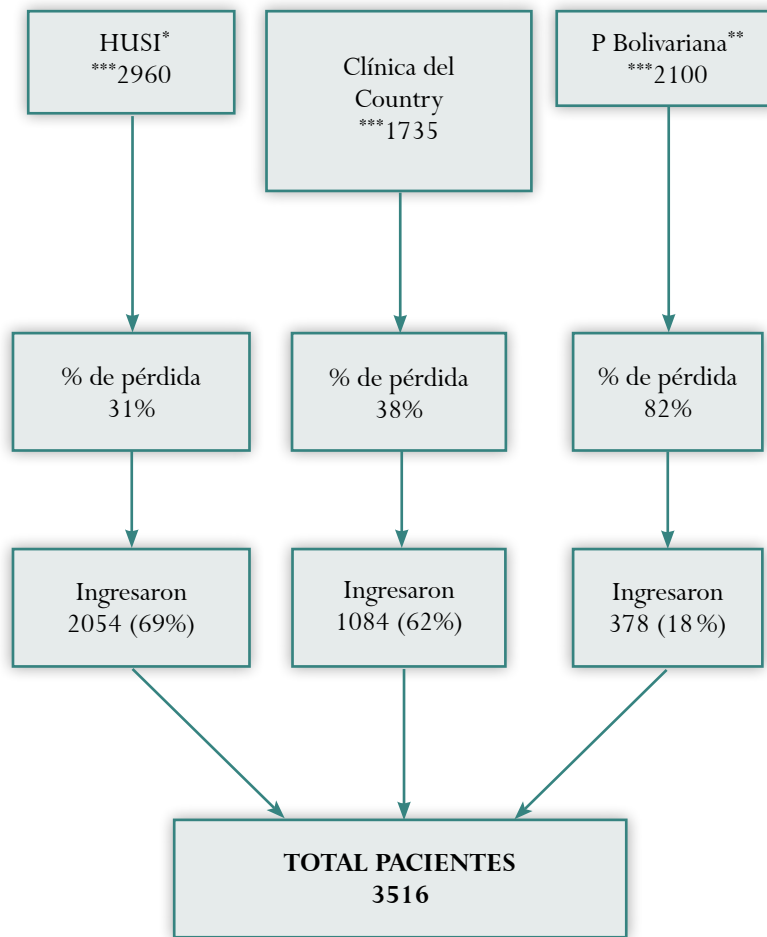 HUSI*
***2960
Clínica del
Country
***1735
P Bolivariana**
***2100
% de pérdida
31%
% de pérdida
38%
% de pérdida
82%
Ingresaron
2054 (69%)
Ingresaron
1084 (62%)
Ingresaron
378 (18%)
TOTAL PACIENTES
3516